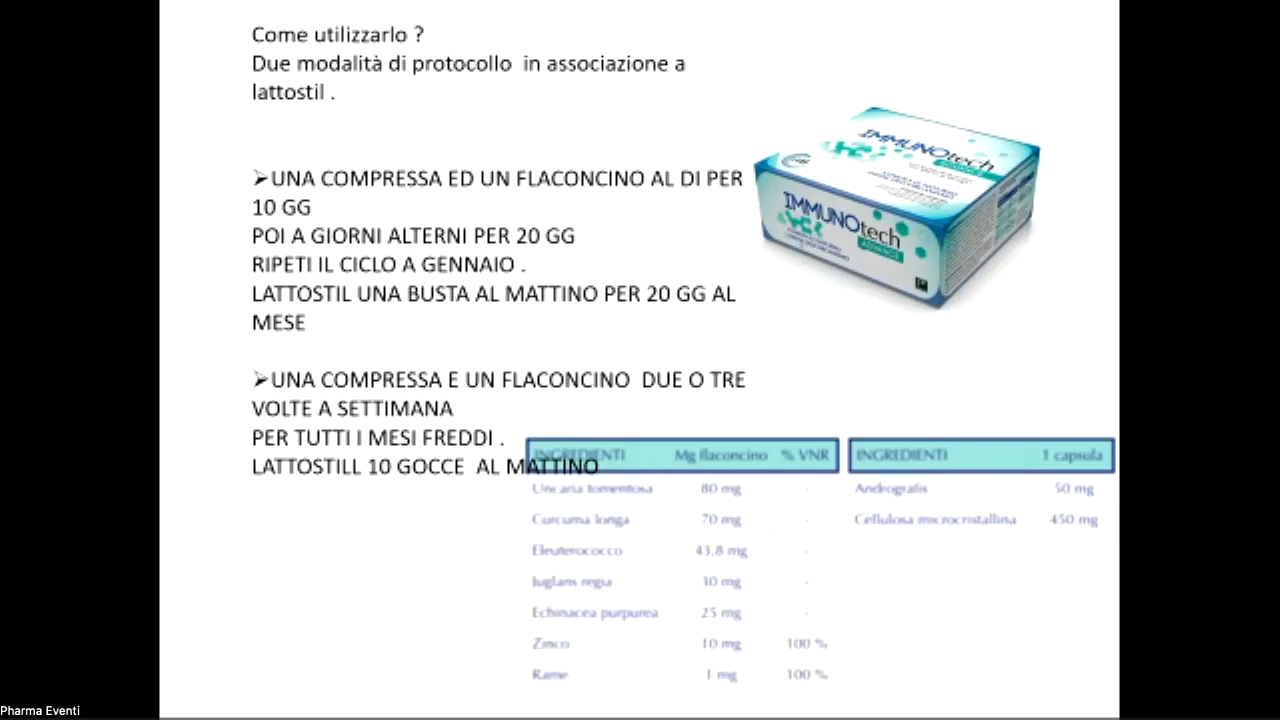 Come utilizzarlo ?
Due modalità di protocollo in associazione a
lattostil .
➢UNA COMPRESSA ED UN FLACONCINO AL DI PER
10 GG
POI A GIORNI ALTERNI PER 20 GG
RIPETI IL CICLO A GENNAIO .
LATTOSTIL UNA BUSTA AL MATTINO PER 20 GG AL
MESE
➢UNA COMPRESSA E UN FLACONCINO DUE O TRE
VOLTE A SETTIMANA
PER TUTTI I MESI FREDDI .
LATTOSTILL 10 GOCCE AL MATTINO
IMMUNOtech
ADVANCE
IMMUNOtech
ADVANCE
INGREDIENTI Mg flaconcino % VNR
Uncaria tomentosa 80 mg -
Curcuma longa 70 mg -
Eleuterococco 43,8 mg -
Juglans regia 30 mg -
Echinacea purpurea 25 mg -
Zinco 10 mg 100 %
Rame 1 mg 100 %
INGREDIENTI 1 capsula
Andrografis 50 mg
Cellulosa microcristallina 450 mg
Pharma Eventi